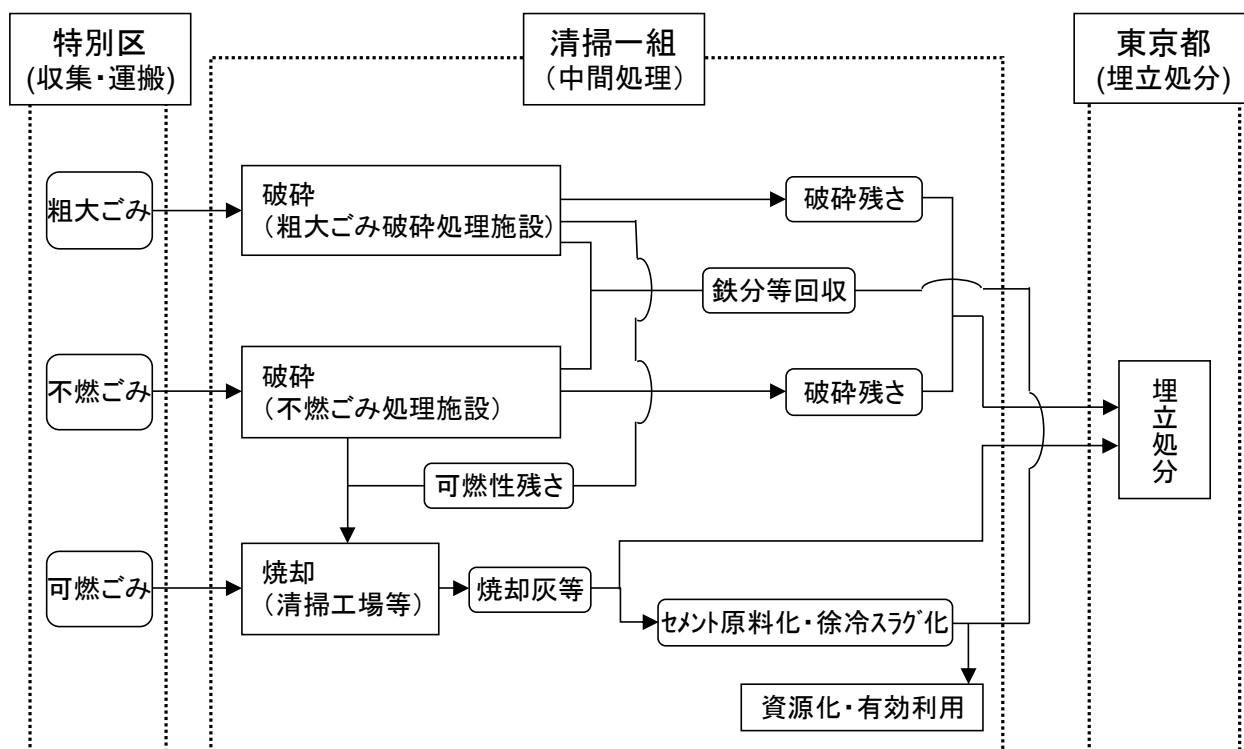 特別区
(収集・運搬)
清掃一組
（中間処理）
東京都
(埋立処分)
粗大ごみ
破砕
（粗大ごみ破砕処理施設）
破砕残さ
鉄分等回収
不燃ごみ
破砕
（不燃ごみ処理施設）
破砕残さ
埋立処分
可燃性残さ
可燃ごみ
焼却
（清掃工場等）
焼却灰等
ｾﾒﾝﾄ原料化・徐冷ｽﾗｸﾞ化
資源化・有効利用